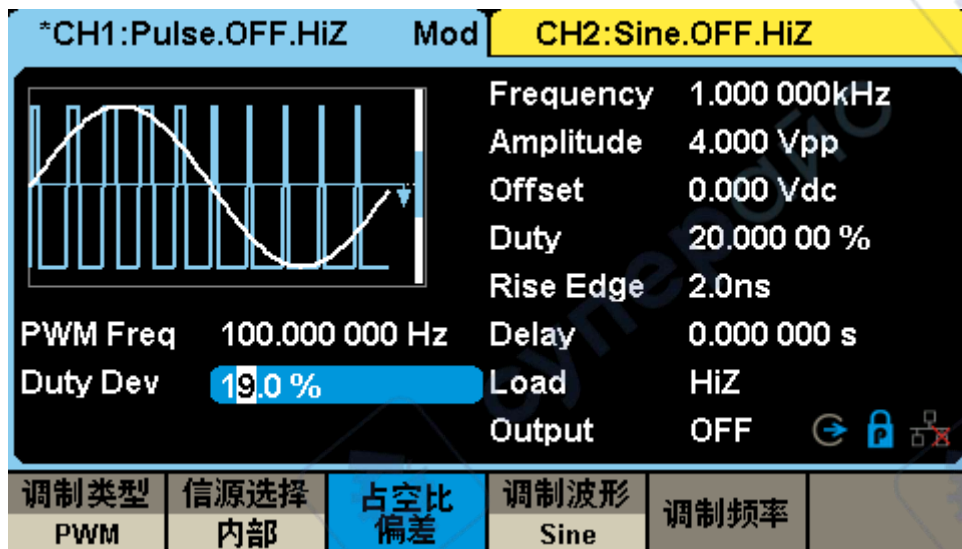 *CH1:Pulse.OFF.HiZ Mod
CH2:Sine.OFF.HiZ
Frequency 1.000 000kHz
Amplitude 4.000 Vpp
Offset 0.000 Vdc
Duty 20.000 00 %
Rise Edge 2.0ns
PWM Freq 100.000 000 Hz
Delay 0.000 000 s
Duty Dev 19.0 %
Load HiZ
Output OFF
P
调制类型
PWM
信源选择
内部
占空比
偏差
调制波形
Sine
调制频率
супер айс